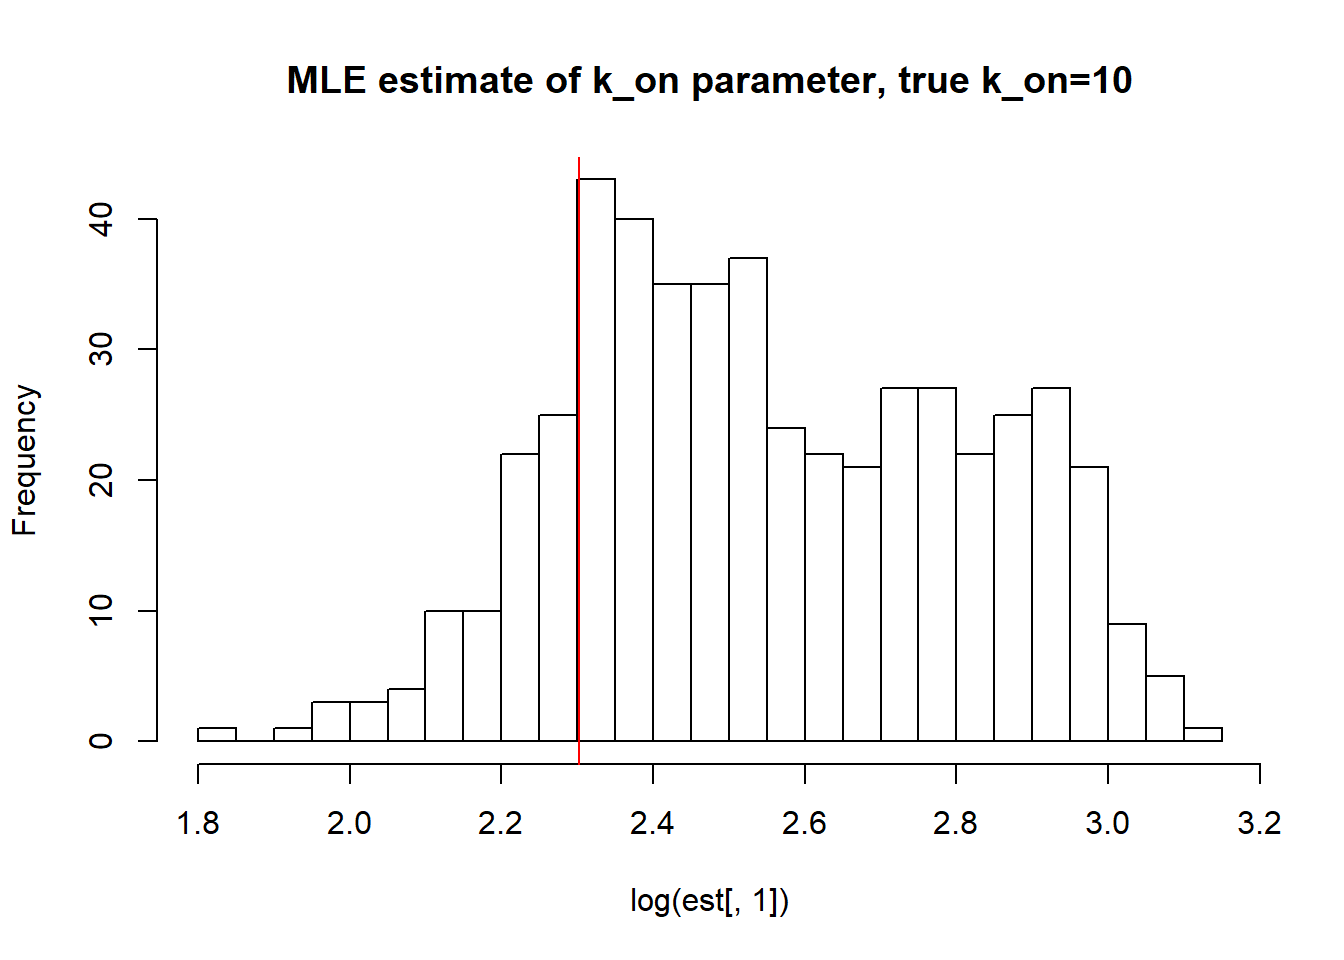 MLE estimate of k_on parameter, true k_on=10
Frequency
40
30
20
10
0
1.8 2.0 2.2 2.4 2.6 2.8 3.0 3.2
log(est[, 1])